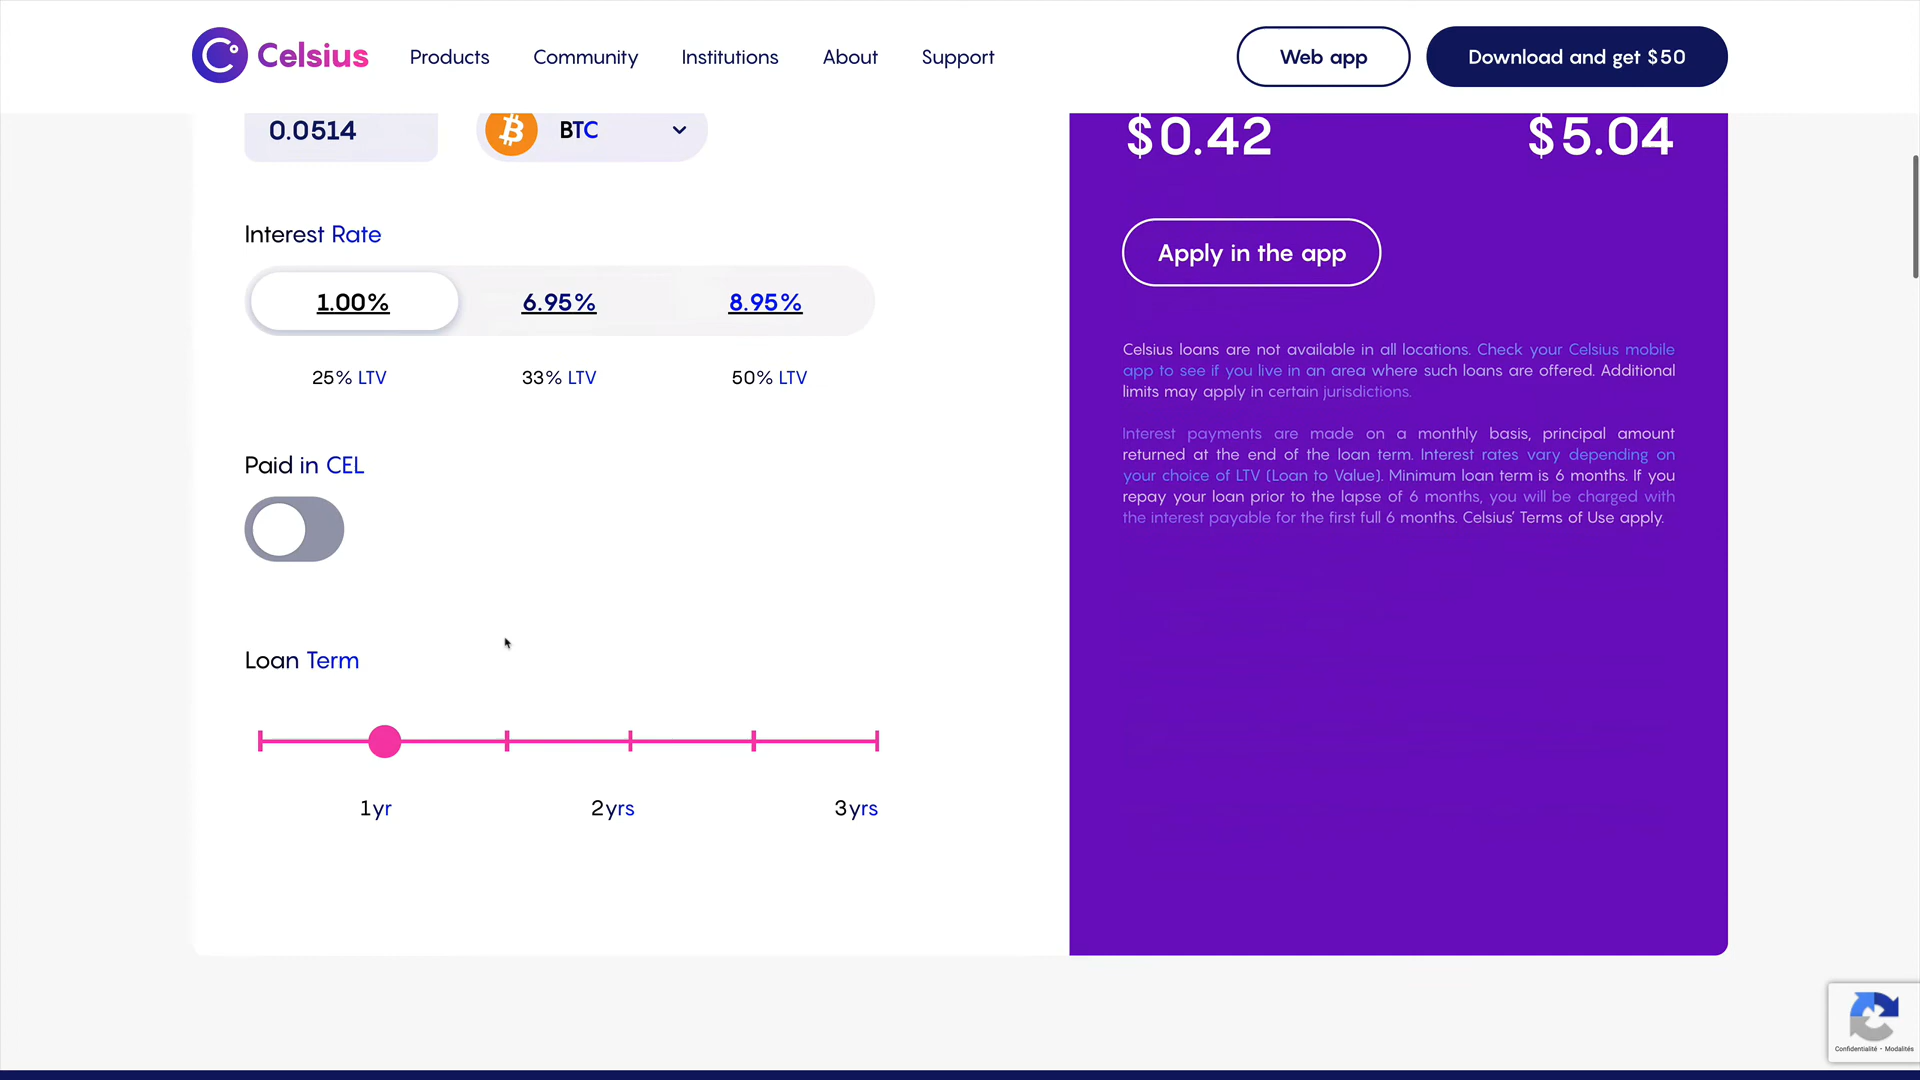 Celsius Products Community Institutions About Support Web app Download and get $50
0.0514 BTC
$0.42 $5.04
Interest Rate
1.00% 6.95% 8.95%
25% LTV 33% LTV 50% LTV
Paid in CEL
Loan Term
1yr 2yrs 3yrs
Apply in the app
Celsius loans are not available in all locations. Check your Celsius mobile
app to see if you live in an area where such loans are offered. Additional
limits may apply in certain jurisdictions.
Interest payments are made on a monthly basis, principal amount
returned at the end of the loan term. Interest rates vary depending on
your choice of LTV (Loan to Value). Minimum loan term is 6 months. If you
repay your loan prior to the lapse of 6 months, you will be charged with
the interest payable for the first full 6 months. Celsius’ Terms of Use apply.
Confidentialité - Modalités